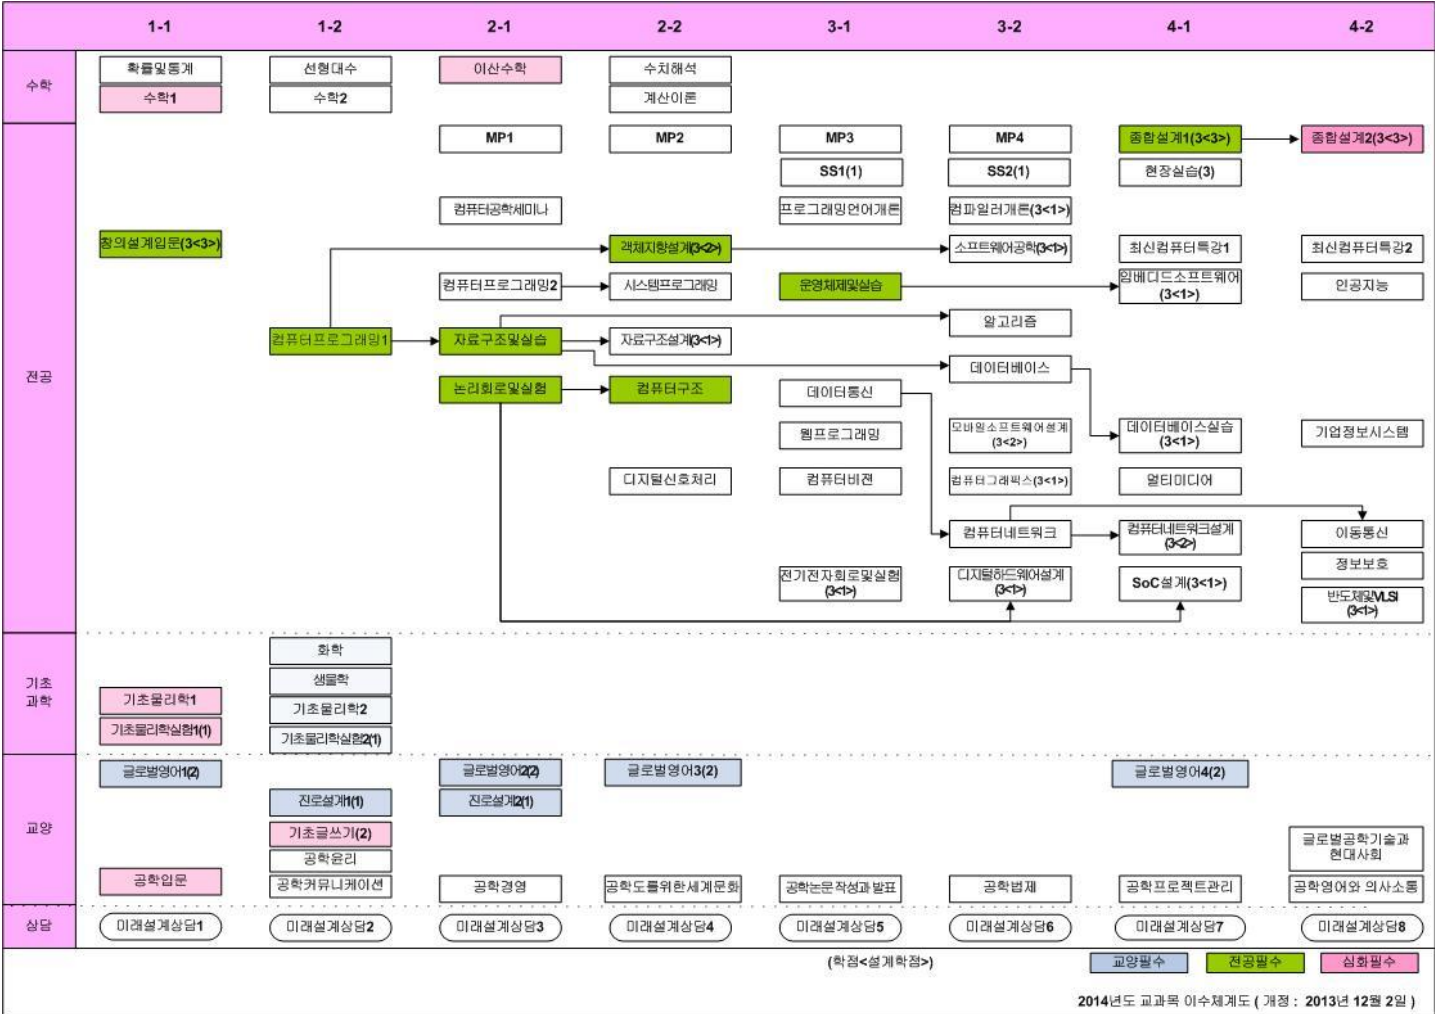 1-1 1-2 2-1 2-2 3-1 3-2 4-1 4-2
수학
확률및통계 선형대수 이산수학 수치해석
수학1 수학2 계산이론
전공
MP1 MP2 MP3 MP4 종합설계1(3<3>) 종합설계2(3<3>)
SS1(1) SS2(1) 현장실습(3)
컴퓨터공학세미나 프로그래밍언어개론 컴파일러개론(3<1>)
창의설계입문(3<3>) 객체지향설계(3<2>) 소프트웨어공학(3<1>) 최신컴퓨터특강1 최신컴퓨터특강2
컴퓨터프로그래밍2 시스템프로그래밍 운영체제및실습 임베디드소프트웨어 인공지능
(3<1>)
컴퓨터프로그래밍1 자료구조및실습 자료구조설계(3<1>) 알고리즘
데이터베이스
논리회로및실험 컴퓨터구조 데이터통신
웹프로그래밍 모바일소프트웨어설계 데이터베이스실습 기업정보시스템
(3<2>) (3<1>)
디지털신호처리 컴퓨터비젼 컴퓨터그래픽스(3<1>) 멀티미디어
컴퓨터네트워크 컴퓨터네트워크설계 이동통신
(3<2>)
정보보호
전기전자회로및실험 디지털하드웨어설계 SoC설계(3<1>) 반도체및VLSI
(3<1>) (3<1>) (3<1>)
기초
과학
화학
생물학
기초물리학1 기초물리학2
기초물리학실험1(1) 기초물리학실험2(1)
교양
글로벌영어1(2) 글로벌영어2(2) 글로벌영어3(2) 글로벌영어4(2)
진로설계1(1) 진로설계2(1)
기초글쓰기(2)
글로벌공학기술과
현대사회
공학윤리
공학입문 공학커뮤니케이션 공학경영 공학도를위한세계문화 공학논문작성과 발표 공학법제 공학프로젝트관리 공학영어와 의사소통
상담
미래설계상담1 미래설계상담2 미래설계상담3 미래설계상담4 미래설계상담5 미래설계상담6 미래설계상담7 미래설계상담8
(학점<설계학점>) 교양필수 전공필수 심화필수
2014년도 교과목 이수체계도 ( 개정 : 2013년 12월 2일 )